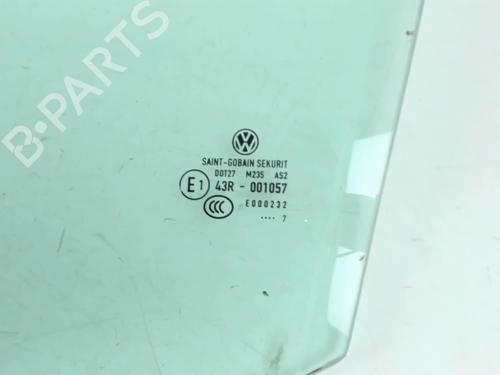 B-PARTS
VW
SAINT-GOBAIN SEKURIT
DOT27 M235 AS2
E1 43R - 001057
CCC E000232
.... 7